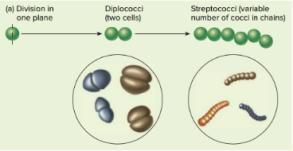 (a) Division in
one plane
Diplococci
(two cells)
Streptococci (variable
number of cocci in chains)